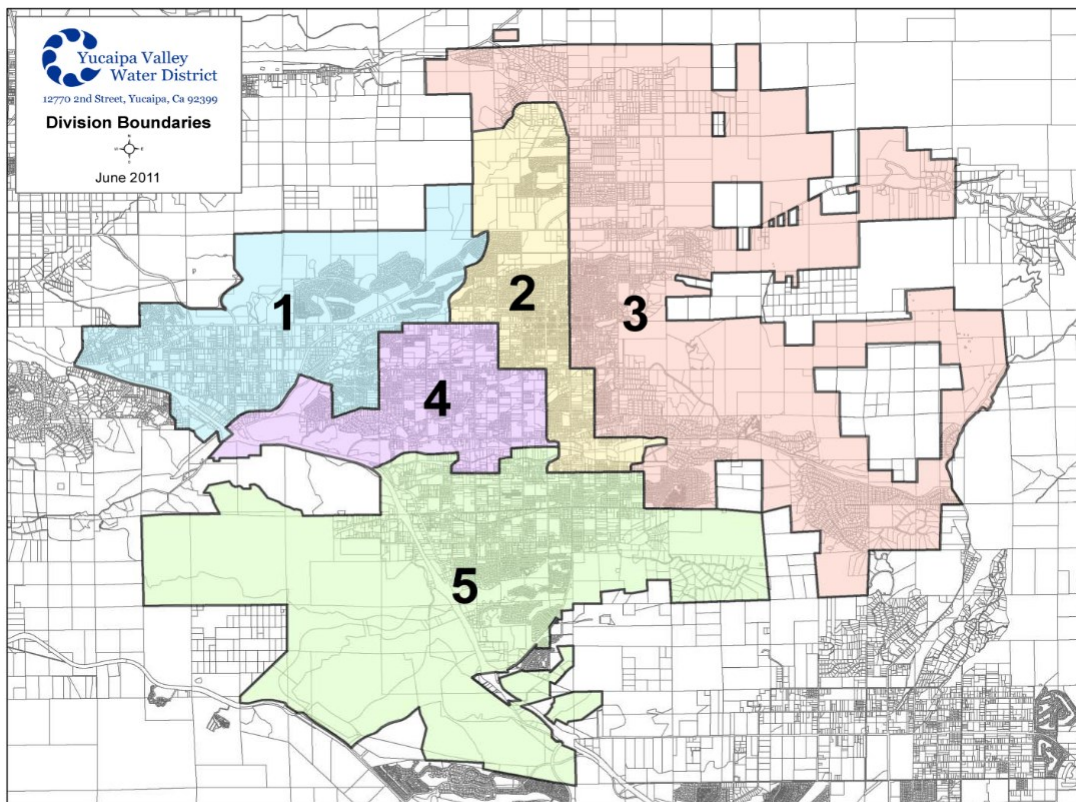 Yucaipa Valley
Water District
12770 2nd Street, Yucaipa, Ca 92399
Division Boundaries
N
W E
S
June 2011
1
2
3
4
5